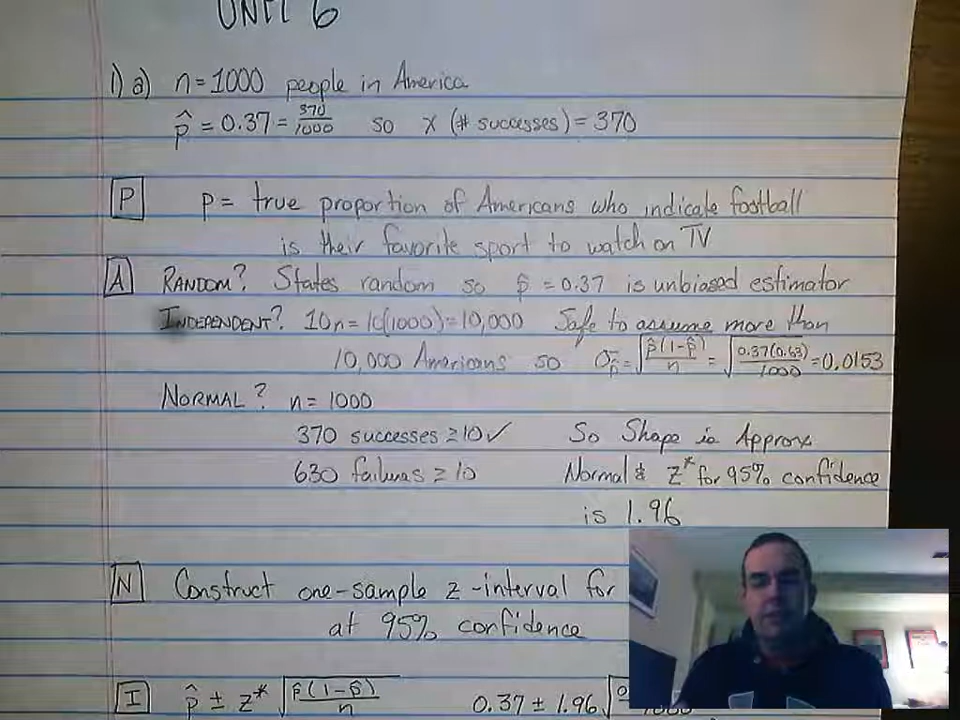 UNIT 6
1) a) n = 1000 people in America
p̂ = 0.37 = 370/1000 so x (# successes) = 370
P p = true proportion of Americans who indicate football
is their favorite sport to watch on TV
A RANDOM? States random so p̂ = 0.37 is unbiased estimator
INDEPENDENT? 10n = 10(1000) = 10,000 Safe to assume more than
10,000 Americans so σp̂ = √(p̂(1-p̂)/n) = √(0.37(0.63)/1000) = 0.0153
NORMAL? n = 1000
370 successes ≥ 10 ✓ So Shape is Approx
630 failures ≥ 10 Normal & z* for 95% confidence
is 1.96
N Construct one-sample z-interval for
at 95% confidence
I p̂ ± z* √(p̂(1-p̂)/n) 0.37 ± 1.96 √